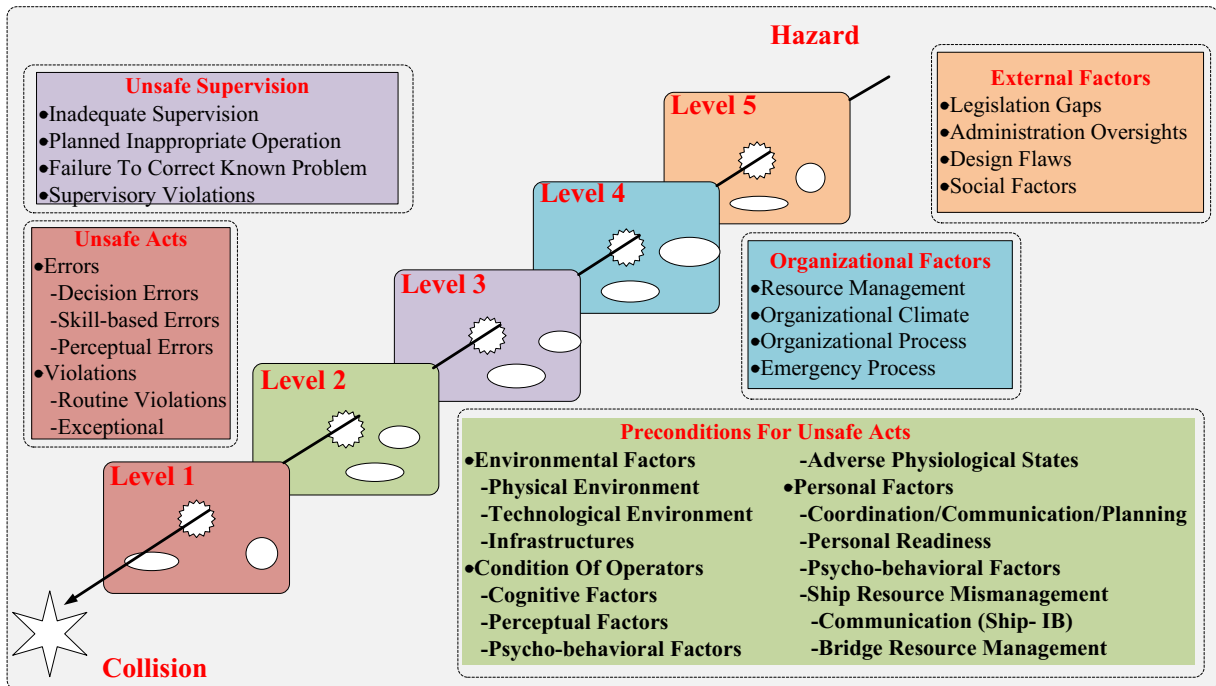 Hazard
Unsafe Supervision
•Inadequate Supervision
•Planned Inappropriate Operation
•Failure To Correct Known Problem
•Supervisory Violations
External Factors
•Legislation Gaps
•Administration Oversights
•Design Flaws
•Social Factors
Level 5
Level 4
Unsafe Acts
•Errors
-Decision Errors
-Skill-based Errors
-Perceptual Errors
•Violations
-Routine Violations
-Exceptional
Organizational Factors
•Resource Management
•Organizational Climate
•Organizational Process
•Emergency Process
Level 3
Level 2
Level 1
Preconditions For Unsafe Acts
•Environmental Factors
-Physical Environment
-Technological Environment
-Infrastructures
•Condition Of Operators
-Cognitive Factors
-Perceptual Factors
-Psycho-behavioral Factors
-Adverse Physiological States
•Personal Factors
-Coordination/Communication/Planning
-Personal Readiness
-Psycho-behavioral Factors
-Ship Resource Mismanagement
-Communication (Ship- IB)
-Bridge Resource Management
Collision